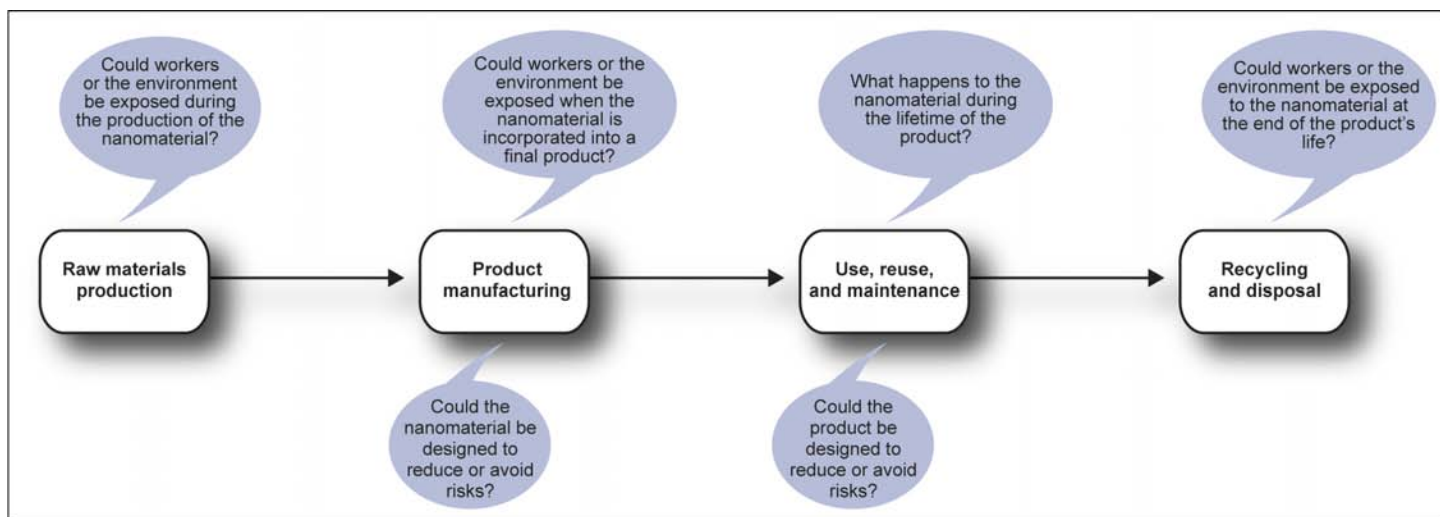 Could workers
or the environment
be exposed during
the production of the
nanomaterial?
Could workers or the
environment be
exposed when the
nanomaterial is
incorporated into a
final product?
What happens to the
nanomaterial during
the lifetime of the
product?
Could workers or the
environment be exposed
to the nanomaterial at
the end of the product's
life?
Raw materials
production
Product
manufacturing
Use, reuse,
and maintenance
Recycling
and disposal
Could the
nanomaterial be
designed to
reduce or avoid
risks?
Could the
product be
designed to
reduce or avoid
risks?